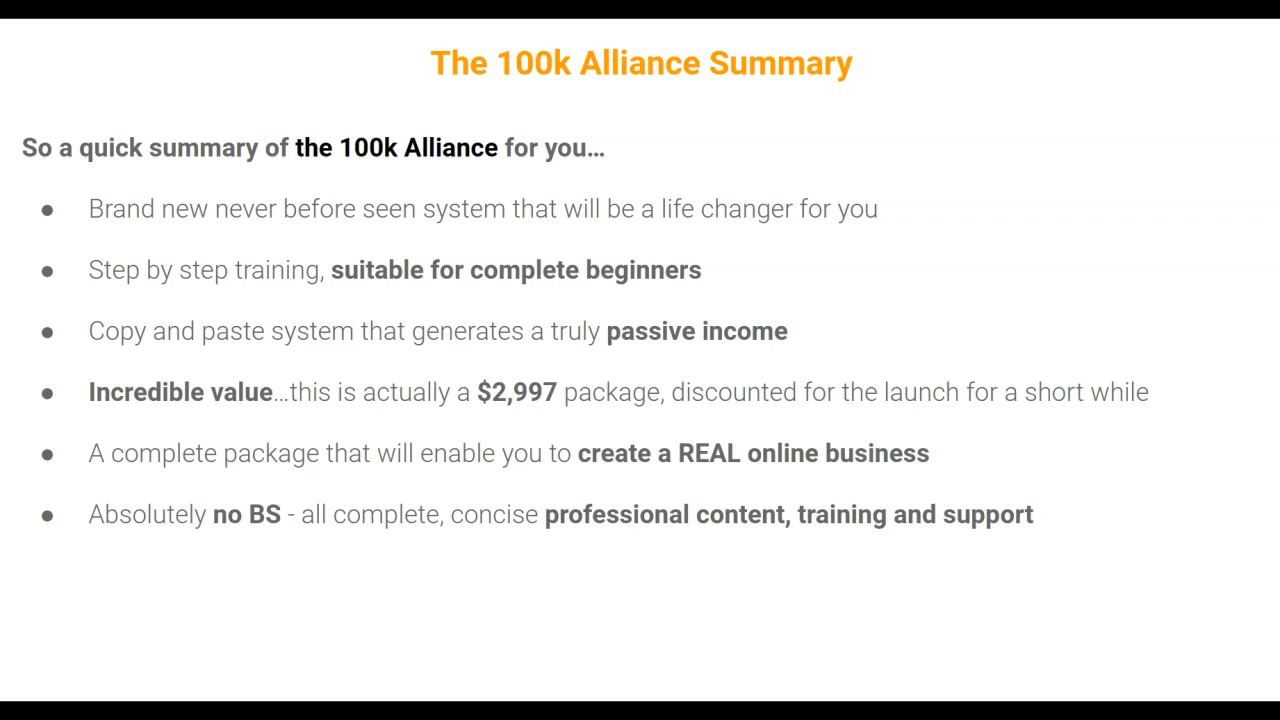 The 100k Alliance Summary
So a quick summary of the 100k Alliance for you…
● Brand new never before seen system that will be a life changer for you
● Step by step training, suitable for complete beginners
● Copy and paste system that generates a truly passive income
● Incredible value…this is actually a $2,997 package, discounted for the launch for a short while
● A complete package that will enable you to create a REAL online business
● Absolutely no BS - all complete, concise professional content, training and support